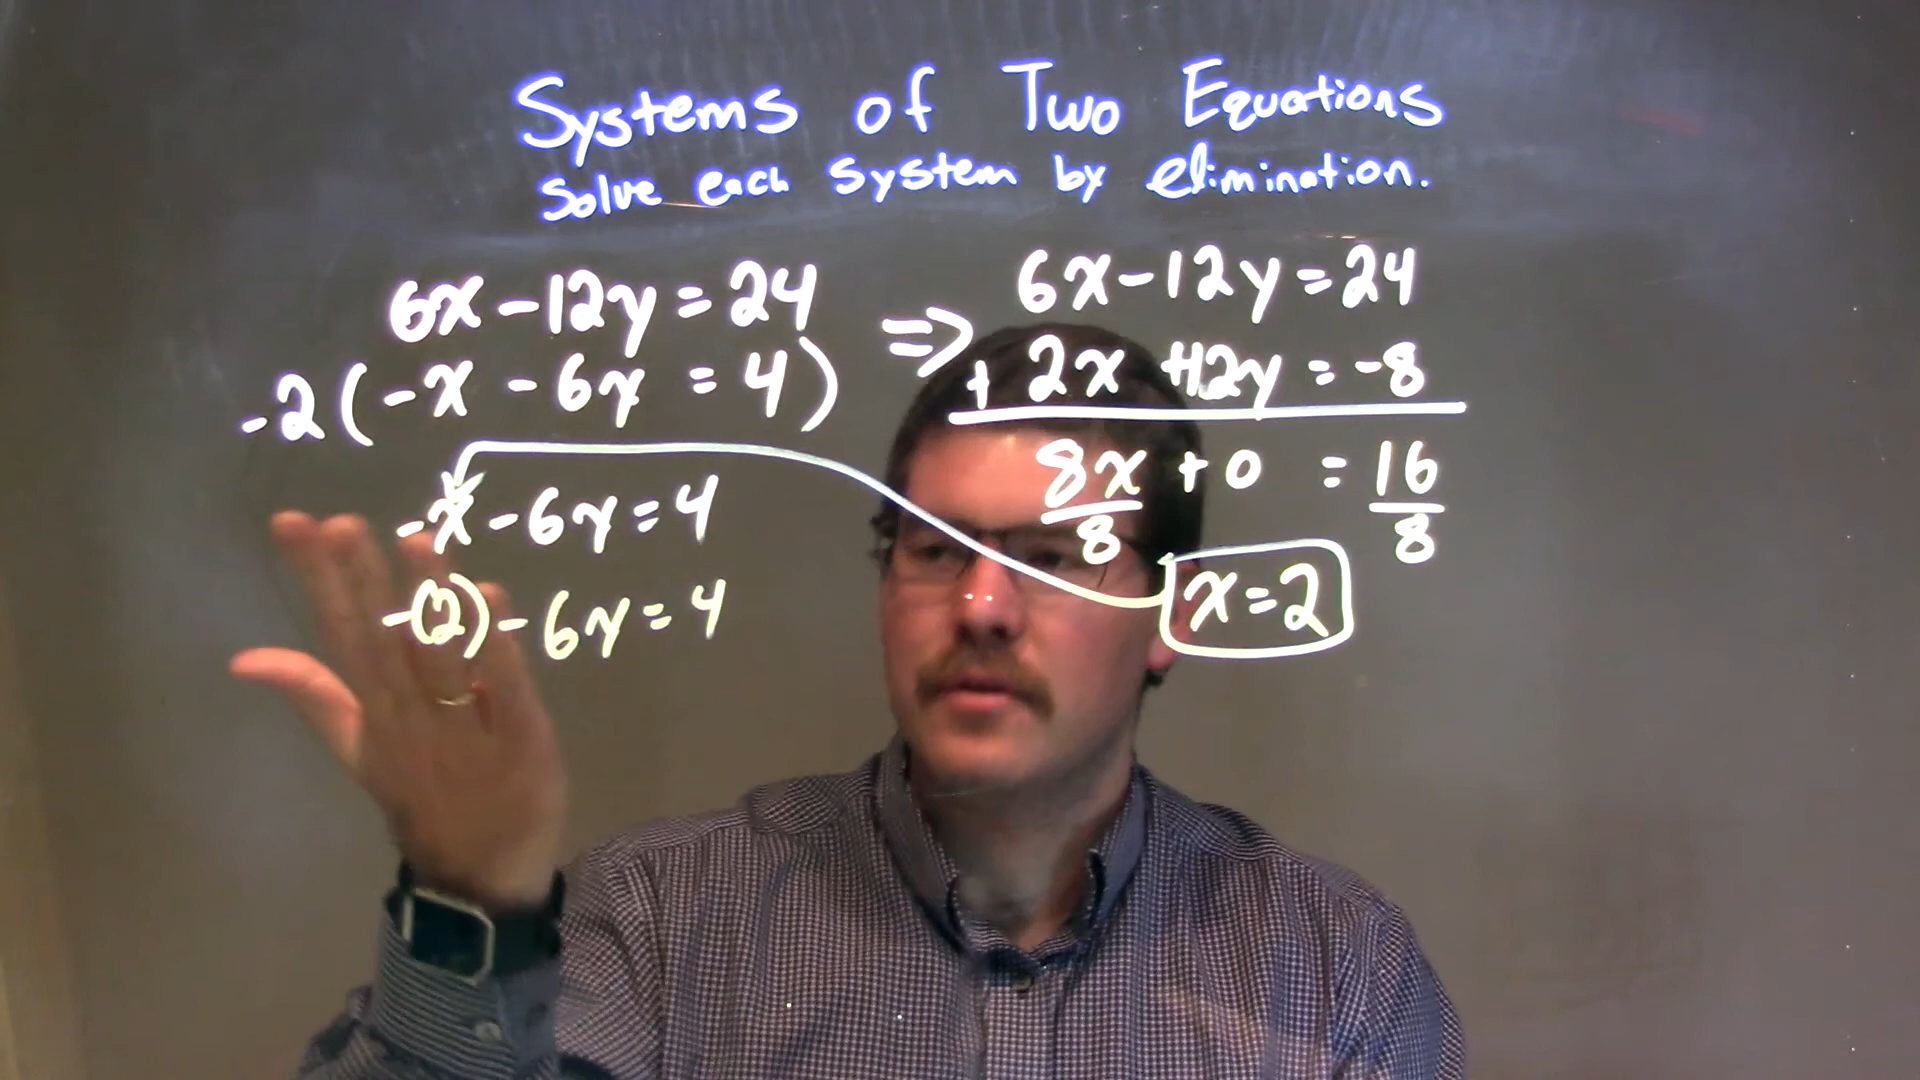 Systems of Two Equations
Solve each system by elimination.
6x - 12y = 24
-2(-x - 6y = 4)
-x - 6y = 4
-(2) - 6y = 4
⇒
6x - 12y = 24
+ 2x +12y = -8
8x + 0 = 16
8 8
x = 2